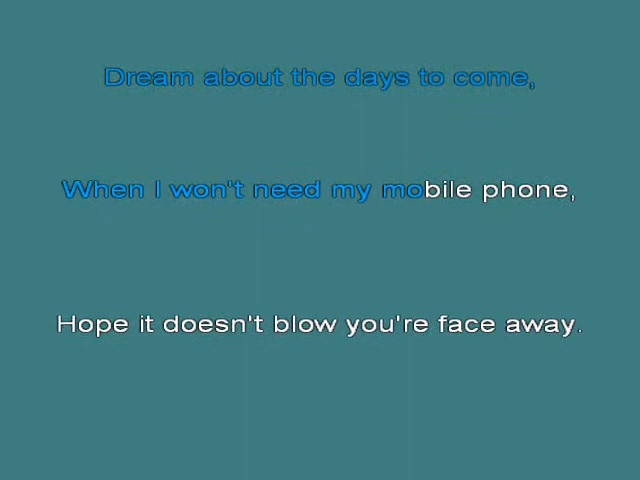 Dream about the days to come,
When I won't need my mobile phone,
Hope it doesn't blow you're face away.